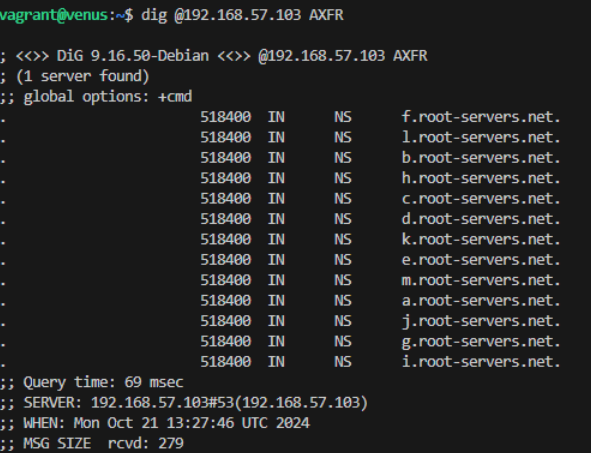 vagrant@venus:~$ dig @192.168.57.103 AXFR

; <<>> DiG 9.16.50-Debian <<>> @192.168.57.103 AXFR
; (1 server found)
;; global options: +cmd
. 518400 IN NS f.root-servers.net.
. 518400 IN NS l.root-servers.net.
. 518400 IN NS b.root-servers.net.
. 518400 IN NS h.root-servers.net.
. 518400 IN NS c.root-servers.net.
. 518400 IN NS d.root-servers.net.
. 518400 IN NS k.root-servers.net.
. 518400 IN NS e.root-servers.net.
. 518400 IN NS m.root-servers.net.
. 518400 IN NS a.root-servers.net.
. 518400 IN NS j.root-servers.net.
. 518400 IN NS g.root-servers.net.
. 518400 IN NS i.root-servers.net.
;; Query time: 69 msec
;; SERVER: 192.168.57.103#53(192.168.57.103)
;; WHEN: Mon Oct 21 13:27:46 UTC 2024
;; MSG SIZE rcvd: 279